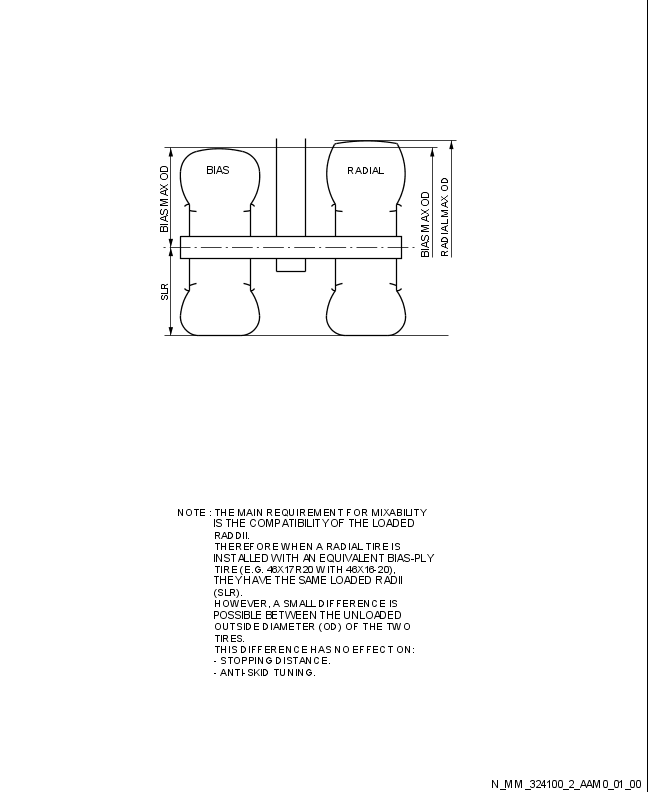 BIAS
RADIAL
BIAS MAX OD
SLR
BIAS MAX OD
RADIAL MAX OD
NOTE : THE MAIN REQUIREMENT FOR MIXABILITY
IS THE COMPATIBILITY OF THE LOADED
RADDII.
THEREFORE WHEN A RADIAL TIRE IS
INSTALLED WITH AN EQUIVALENT BIAS-PLY
TIRE (E.G. 46X17R20 WITH 46X16-20),
THEY HAVE THE SAME LOADED RADII
(SLR).
HOWEVER, A SMALL DIFFERENCE IS
POSSIBLE BETWEEN THE UNLOADED
OUTSIDE DIAMETER (OD) OF THE TWO
TIRES.
THIS DIFFERENCE HAS NO EFFECT ON:
- STOPPING DISTANCE.
- ANTI-SKID TUNING.
N_MM_324100_2_AAM0_01_00